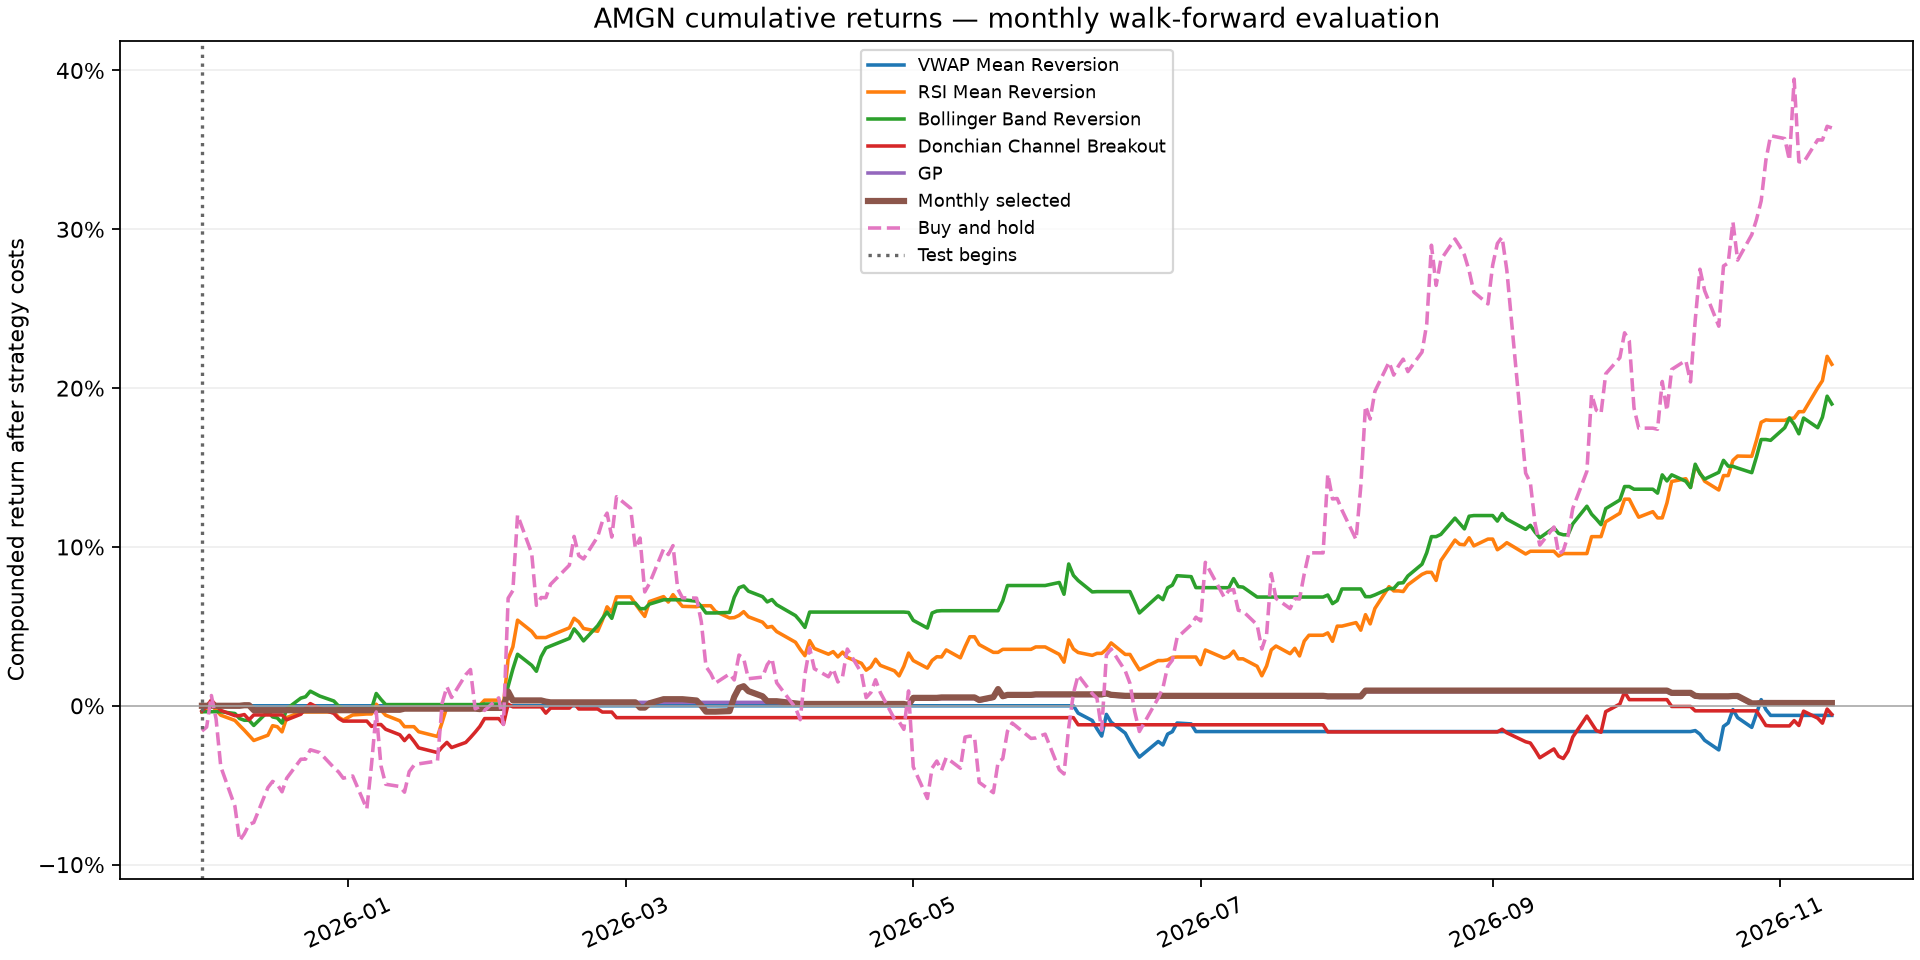 AMGN cumulative returns — monthly walk-forward evaluation
Compounded return after strategy costs
40%
30%
20%
10%
0%
−10%
VWAP Mean Reversion
RSI Mean Reversion
Bollinger Band Reversion
Donchian Channel Breakout
GP
Monthly selected
Buy and hold
Test begins
2026-01
2026-03
2026-05
2026-07
2026-09
2026-11